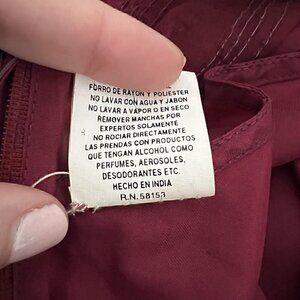 FORRO DE RAYON Y POLIESTER
NO LAVAR CON AGUA Y JABON
NO LAVAR A VAPOR O EN SECO
REMOVER MANCHAS POR
EXPERTOS SOLAMENTE
NO ROCIAR DIRECTAMENTE
LAS PRENDAS CON PRODUCTOS
QUE TENGAN ALCOHOL COMO
PERFUMES, AEROSOLES,
DESODORANTES ETC.
HECHO EN INDIA
R.N. 58153